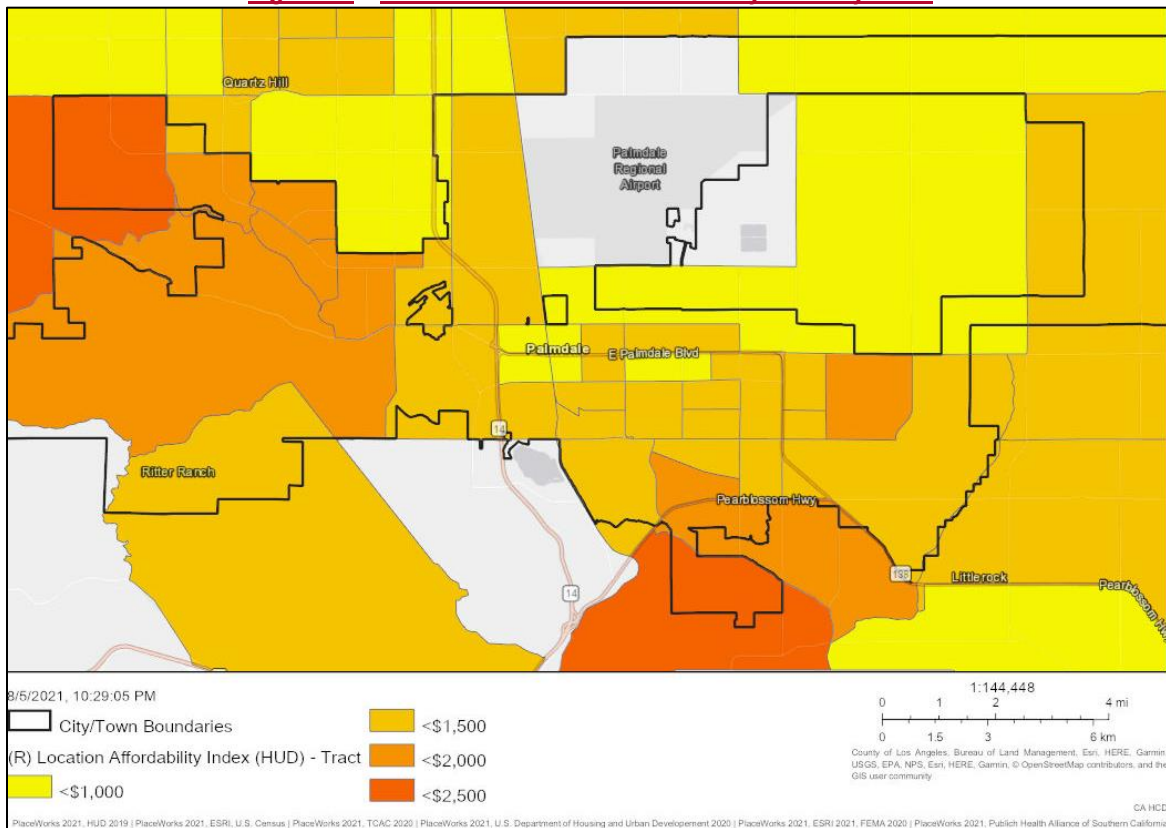 Quartz Hill
Palmdale
Regional
Airport
Palmdale
E Palmdale Blvd
14
Ritter Ranch
Pearblossom Hwy
138
Littlerock
Pearblossom Hwy
14
8/5/2021, 10:29:05 PM
City/Town Boundaries
(R) Location Affordability Index (HUD) - Tract
<$1,000
<$1,500
<$2,000
<$2,500
1:144,448
0 1 2 4 mi
0 1.5 3 6 km
County of Los Angeles, Bureau of Land Management, Esri, HERE, Garmin,
USGS, EPA, NPS, Esri, HERE, Garmin, © OpenStreetMap contributors, and the
GIS user community
CA HCD
PlaceWorks 2021, HUD 2019 | PlaceWorks 2021, ESRI, U.S. Census | PlaceWorks 2021, TCAC 2020 | PlaceWorks 2021, U.S. Department of Housing and Urban Developement 2020 | PlaceWorks 2021, ESRI 2021, FEMA 2020 | PlaceWorks 2021, Publich Health Alliance of Southern California